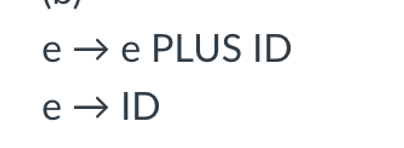 e → e PLUS ID
e → ID